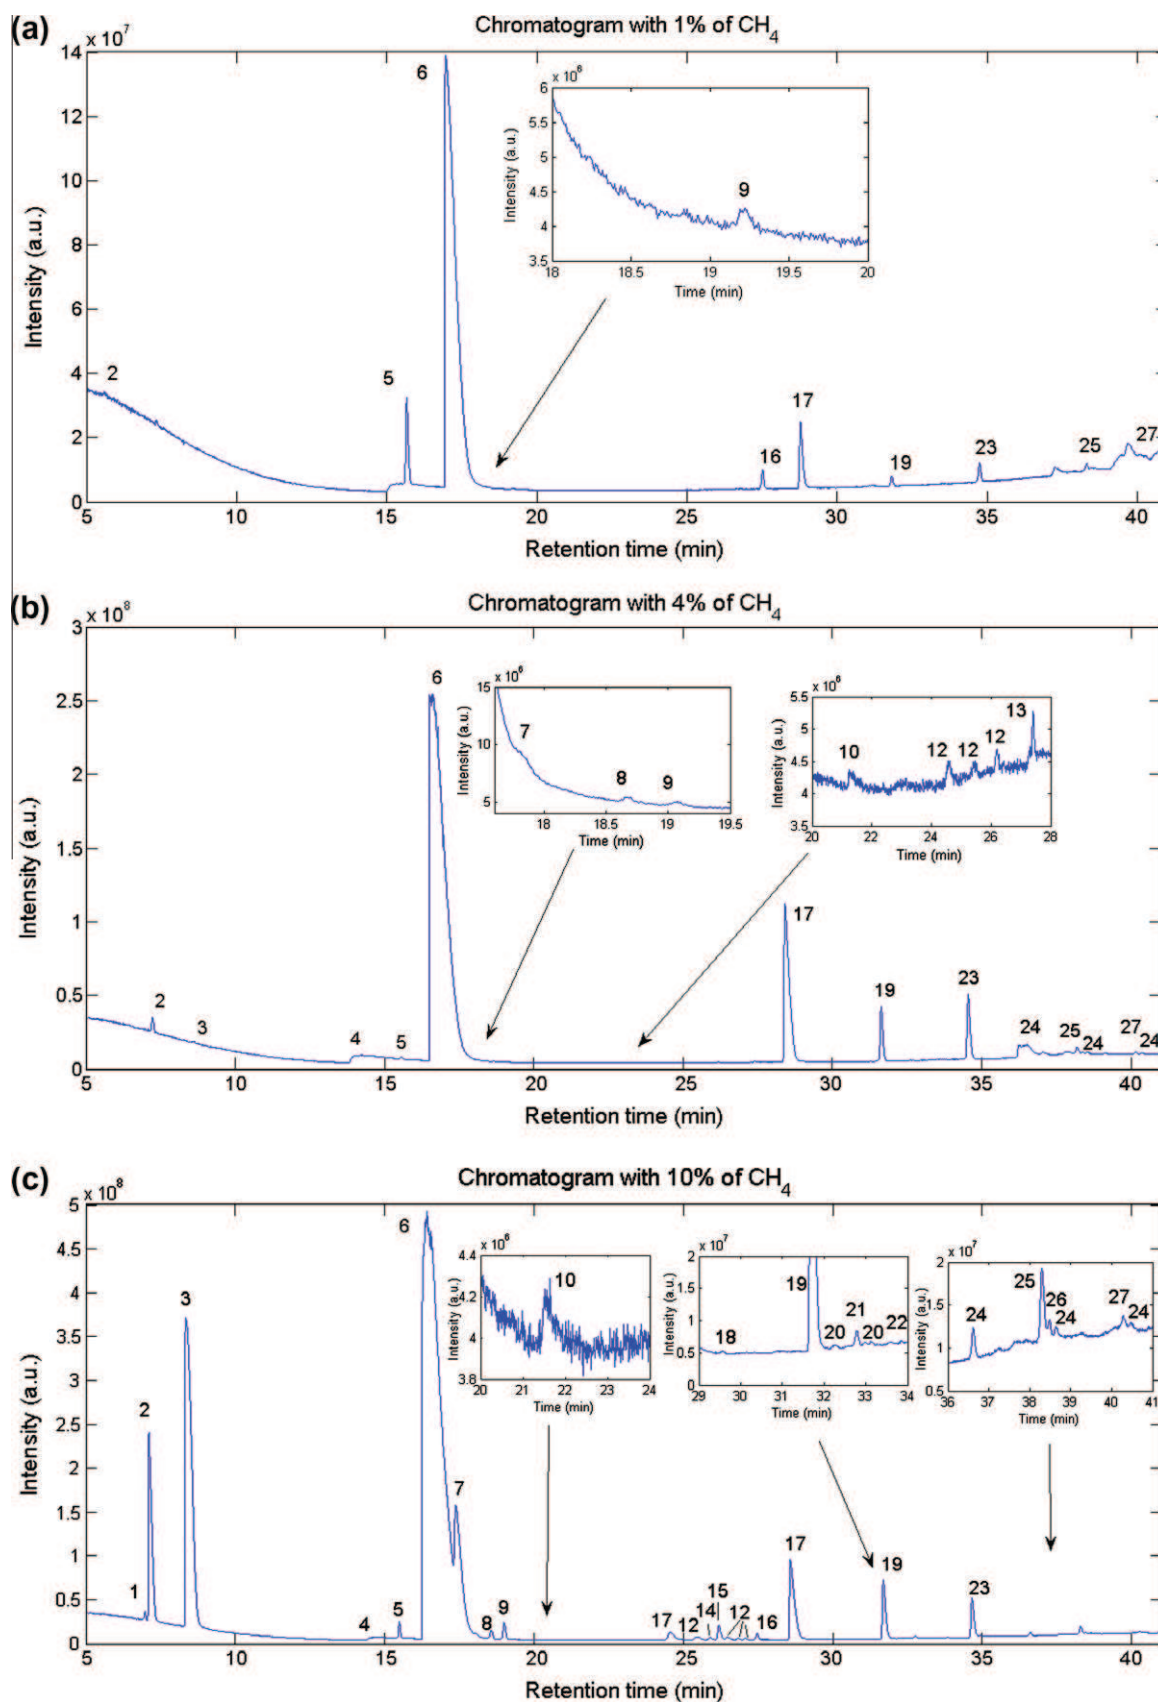 (a)
Chromatogram with 1% of CH4
x 10^7
14
12
10
8
6
4
2
0
Intensity (a.u.)
5 10 15 20 25 30 35 40
Retention time (min)
2 5 6 16 17 19 23 25 27
x 10^6
6
5.5
5
4.5
4
3.5
Intensity (a.u.)
9
18 18.5 19 19.5 20
Time (min)
(b)
Chromatogram with 4% of CH4
x 10^8
3
2.5
2
1.5
1
0.5
0
Intensity (a.u.)
5 10 15 20 25 30 35 40
Retention time (min)
2 3 4 5 6 17 19 23 24 25 24 27 24
x 10^6
15
10
5
Intensity (a.u.)
7 8 9
18 18.5 19 19.5
Time (min)
x 10^6
5.5
5
4.5
4
3.5
Intensity (a.u.)
10 12 12 12 13
20 22 24 26 28
Time (min)
(c)
Chromatogram with 10% of CH4
x 10^8
5
4.5
4
3.5
3
2.5
2
1.5
1
0.5
0
Intensity (a.u.)
5 10 15 20 25 30 35 40
Retention time (min)
1 2 3 4 5 6 7 8 9 17 12 14 15 12 16 17 19 23
x 10^6
4.4
4.2
4
3.8
Intensity (a.u.)
10
20 21 22 23 24
Time (min)
x 10^7
2
1.5
1
0.5
0
Intensity (a.u.)
18 19 20 21 20 22
29 30 31 32 33 34
Time (min)
x 10^7
2
1.5
1
0.5
Intensity (a.u.)
24 25 26 24 27 24
36 37 38 39 40 41
Time (min)